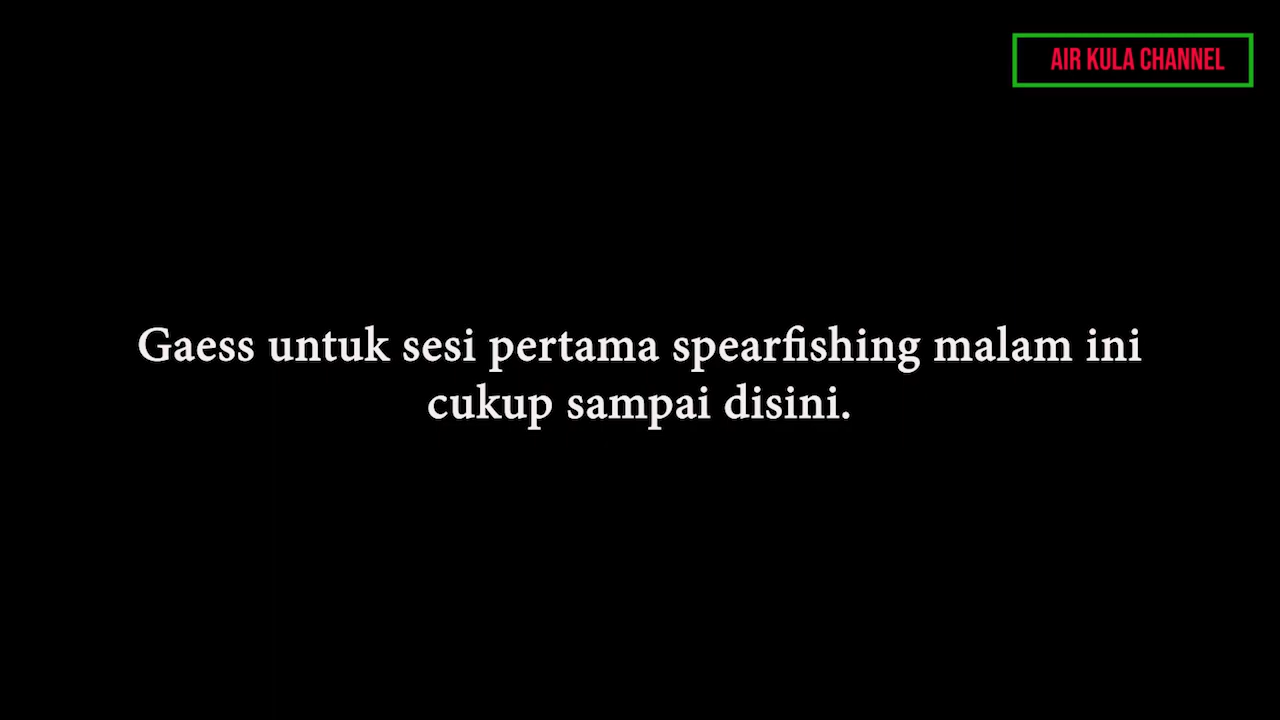 AIR KULA CHANNEL
Gaess untuk sesi pertama spearfishing malam ini
cukup sampai disini.